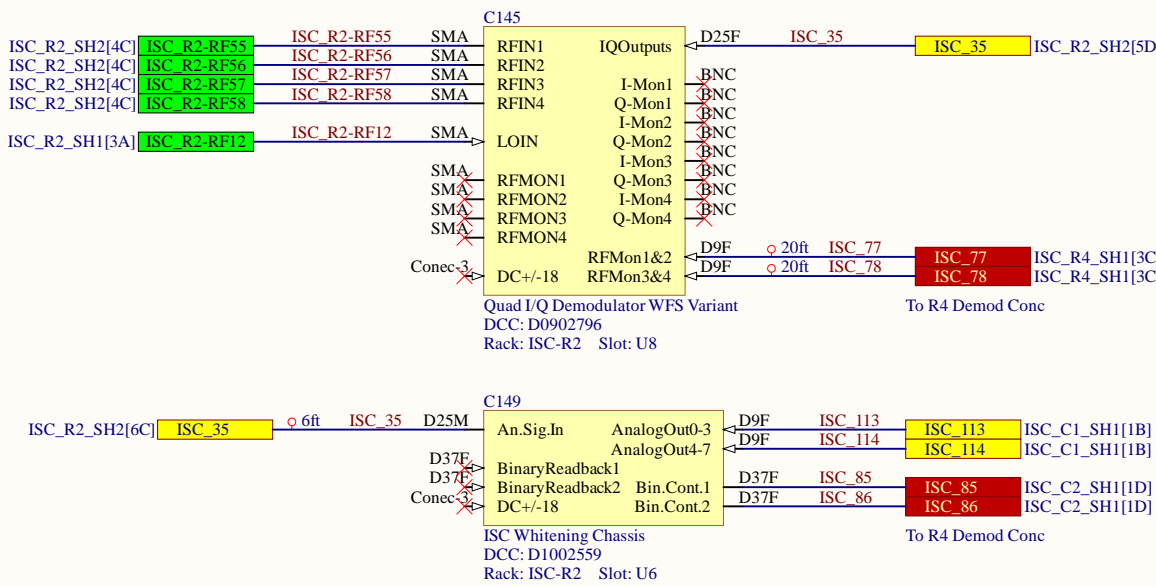 C145
ISC_R2_SH2[4C] ISC_R2-RF55 ISC_R2-RF55 SMA RFIN1 IQOutputs D25F ISC_35 ISC_35 ISC_R2_SH2[5D
ISC_R2_SH2[4C] ISC_R2-RF56 ISC_R2-RF56 SMA RFIN2
ISC_R2_SH2[4C] ISC_R2-RF57 ISC_R2-RF57 SMA RFIN3 I-Mon1 BNC
ISC_R2_SH2[4C] ISC_R2-RF58 ISC_R2-RF58 SMA RFIN4 Q-Mon1 BNC
I-Mon2 BNC
ISC_R2_SH1[3A] ISC_R2-RF12 ISC_R2-RF12 SMA LOIN Q-Mon2 BNC
I-Mon3 BNC
SMA RFMON1 Q-Mon3 BNC
SMA RFMON2 I-Mon4 BNC
SMA RFMON3 Q-Mon4 BNC
SMA RFMON4
RFMon1&2 D9F 20ft ISC_77 ISC_77 ISC_R4_SH1[3C
Conec-3 DC+/-18 RFMon3&4 D9F 20ft ISC_78 ISC_78 ISC_R4_SH1[3C
Quad I/Q Demodulator WFS Variant To R4 Demod Conc
DCC: D0902796
Rack: ISC-R2 Slot: U8
C149
ISC_R2_SH2[6C] ISC_35 6ft ISC_35 D25M An.Sig.In AnalogOut0-3 D9F ISC_113 ISC_113 ISC_C1_SH1[1B]
AnalogOut4-7 D9F ISC_114 ISC_114 ISC_C1_SH1[1B]
D37F BinaryReadback1
D37F BinaryReadback2 Bin.Cont.1 D37F ISC_85 ISC_85 ISC_C2_SH1[1D]
Conec-3 DC+/-18 Bin.Cont.2 D37F ISC_86 ISC_86 ISC_C2_SH1[1D]
ISC Whitening Chassis To R4 Demod Conc
DCC: D1002559
Rack: ISC-R2 Slot: U6